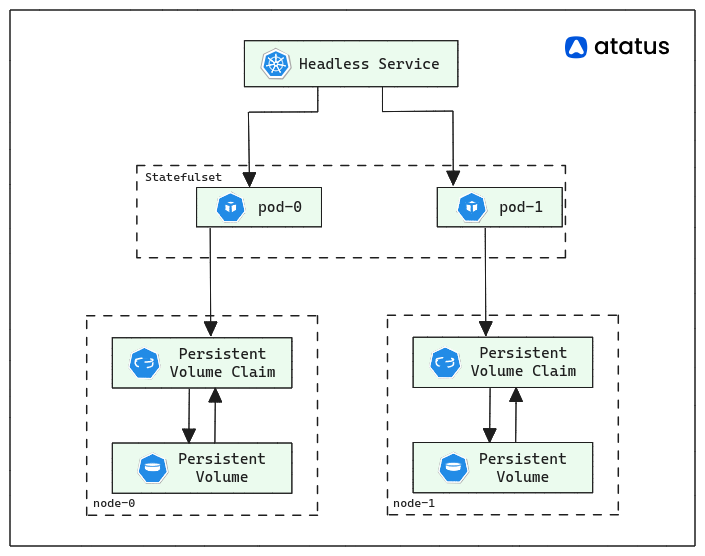 atatus
Headless Service
Statefulset
pod-0
pod-1
Persistent
Volume Claim
Persistent
Volume
node-0
Persistent
Volume Claim
Persistent
Volume
node-1